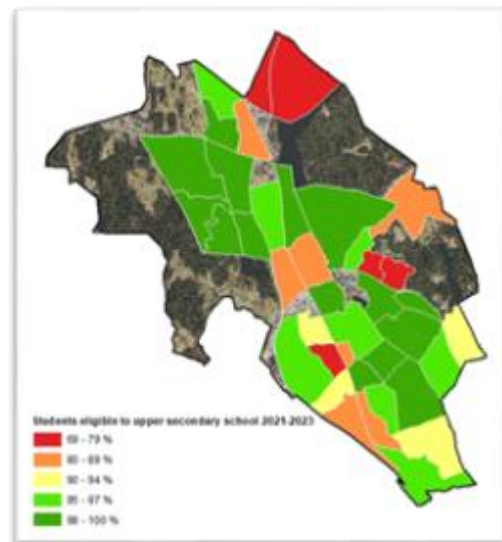 Students eligible to upper secondary school 2021-2023
69 - 79 %
80 - 89 %
90 - 94 %
95 - 97 %
98 - 100 %